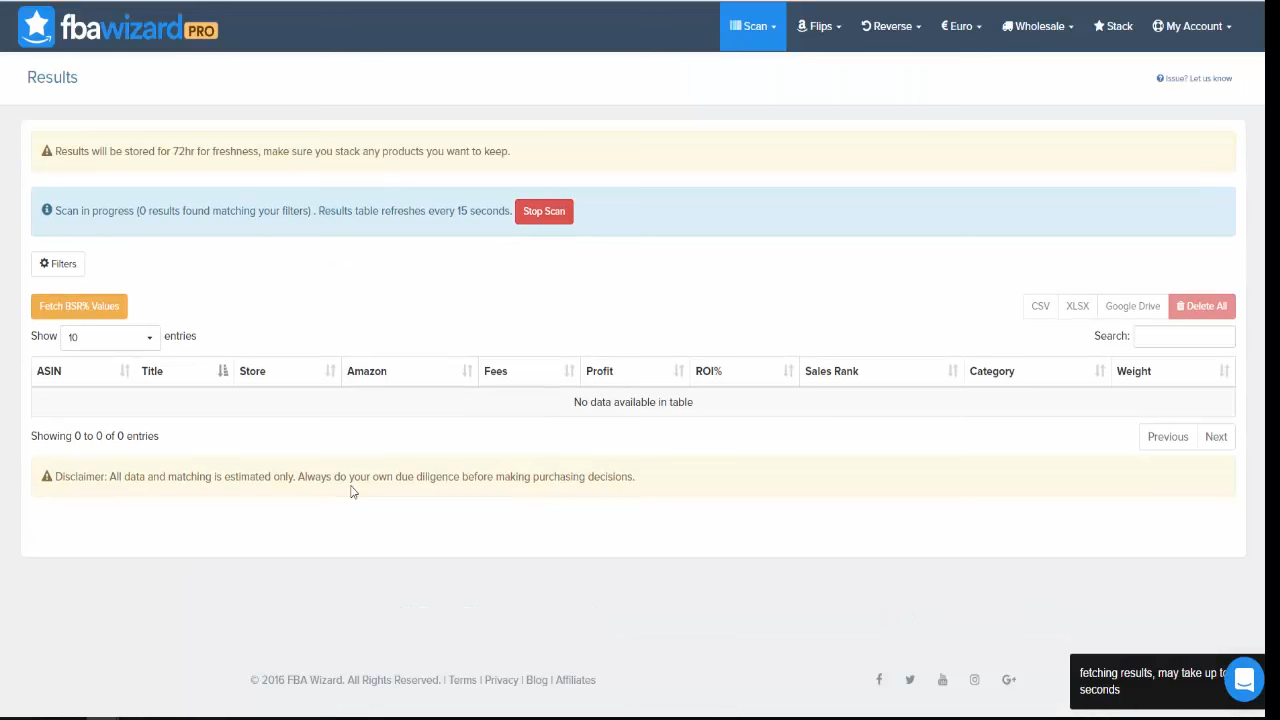 fbawizard PRO
Scan
Flips
Reverse
€ Euro
Wholesale
Stack
My Account
Results
Issue? Let us know
Results will be stored for 72hr for freshness, make sure you stack any products you want to keep.
Scan in progress (0 results found matching your filters) . Results table refreshes every 15 seconds. Stop Scan
Filters
Fetch BSR% Values
CSV XLSX Google Drive Delete All
Show 10 entries
Search:
ASIN Title Store Amazon Fees Profit ROI% Sales Rank Category Weight
No data available in table
Showing 0 to 0 of 0 entries
Previous Next
Disclaimer: All data and matching is estimated only. Always do your own due diligence before making purchasing decisions.
© 2016 FBA Wizard. All Rights Reserved. | Terms | Privacy | Blog | Affiliates
fetching results, may take up
seconds